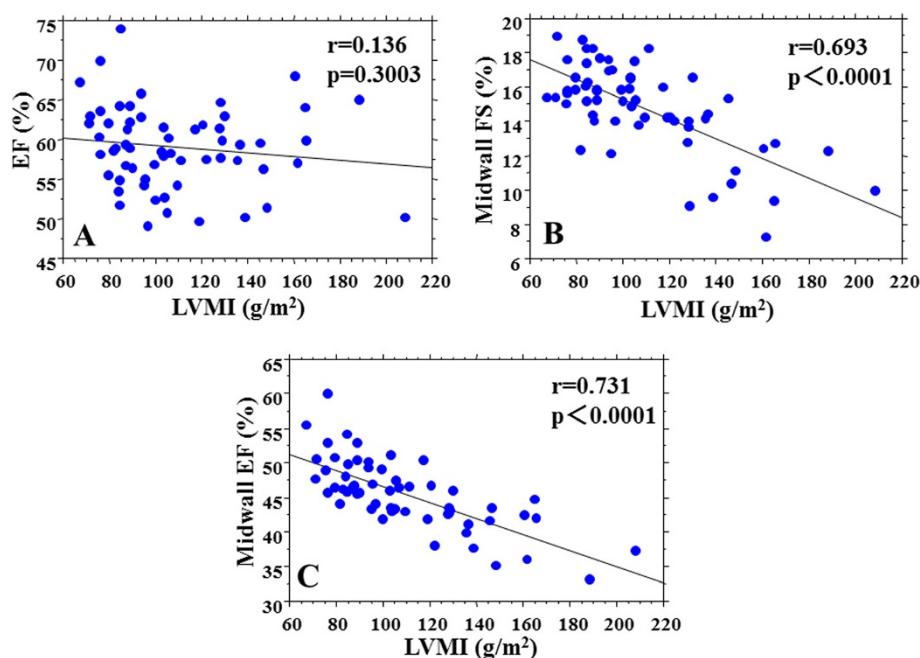 75
70
65
60
55
50
45
EF (%)
r=0.136
p=0.3003
A
60 80 100 120 140 160 180 200 220
LVMI (g/m²)
20
18
16
14
12
10
8
6
Midwall FS (%)
r=0.693
p＜0.0001
B
60 80 100 120 140 160 180 200 220
LVMI (g/m²)
65
60
55
50
45
40
35
30
Midwall EF (%)
r=0.731
p＜0.0001
C
60 80 100 120 140 160 180 200 220
LVMI (g/m²)